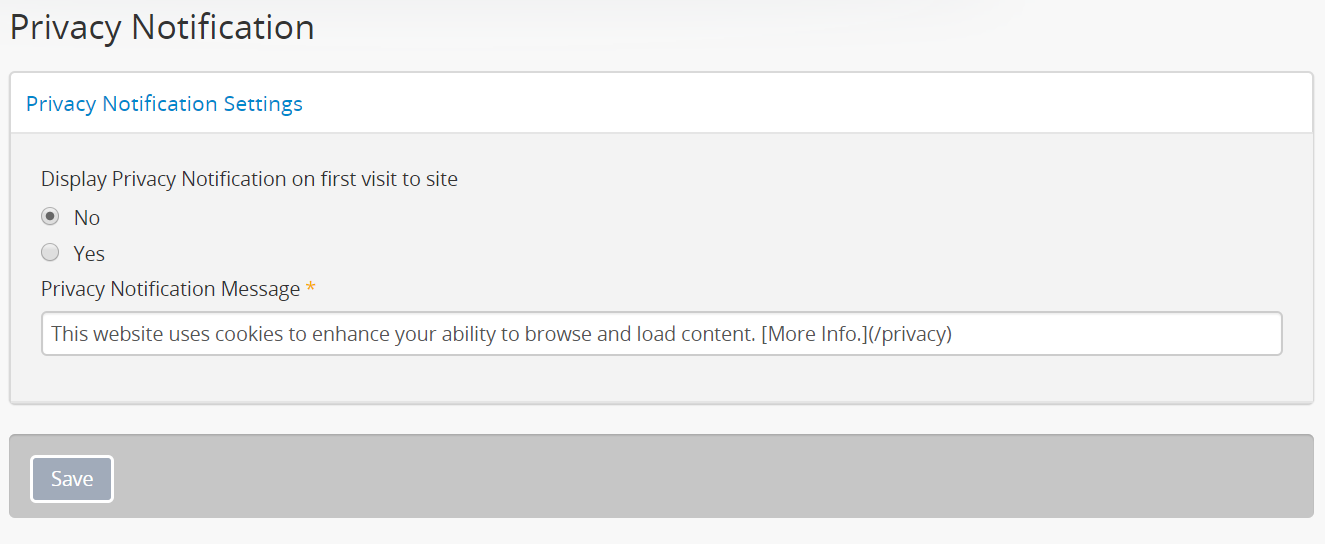 Privacy Notification
Privacy Notification Settings
Display Privacy Notification on first visit to site
No
Yes
Privacy Notification Message *
This website uses cookies to enhance your ability to browse and load content. [More Info.](/privacy)
Save